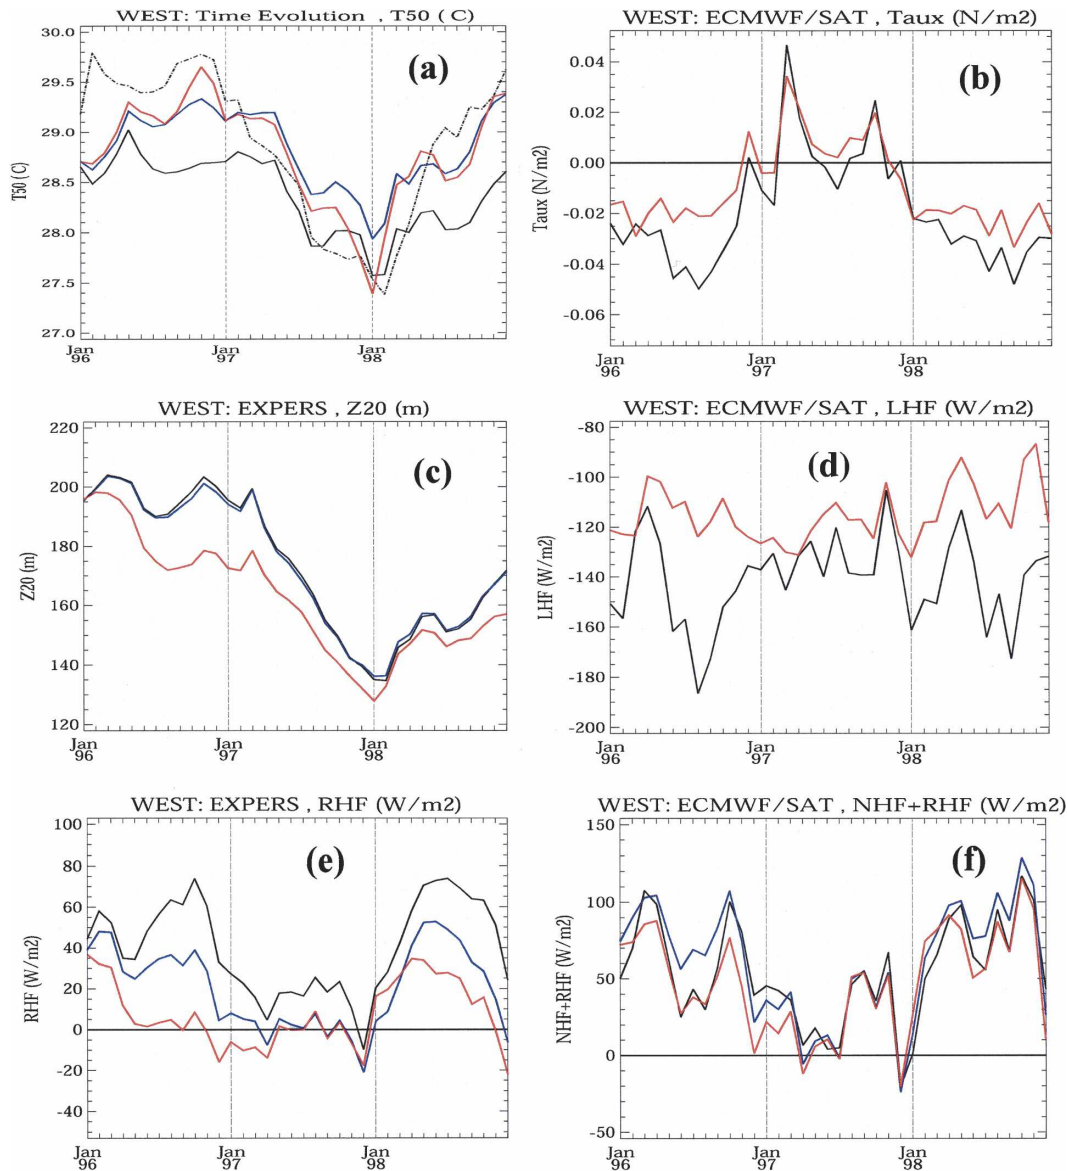 WEST: Time Evolution , T50 ( C)
30.0
29.5
29.0
28.5
28.0
27.5
27.0
T50 ( C)
(a)
Jan
96
Jan
97
Jan
98
WEST: ECMWF/SAT , Taux (N/m2)
0.04
0.02
0.00
-0.02
-0.04
-0.06
Taux (N/m2)
(b)
Jan
96
Jan
97
Jan
98
WEST: EXPERS , Z20 (m)
220
200
180
160
140
120
Z20 (m)
(c)
Jan
96
Jan
97
Jan
98
WEST: ECMWF/SAT , LHF (W/m2)
-80
-100
-120
-140
-160
-180
-200
LHF (W/m2)
(d)
Jan
96
Jan
97
Jan
98
WEST: EXPERS , RHF (W/m2)
100
80
60
40
20
0
-20
-40
RHF (W/m2)
(e)
Jan
96
Jan
97
Jan
98
WEST: ECMWF/SAT , NHF+RHF (W/m2)
150
100
50
0
-50
NHF+RHF (W/m2)
(f)
Jan
96
Jan
97
Jan
98